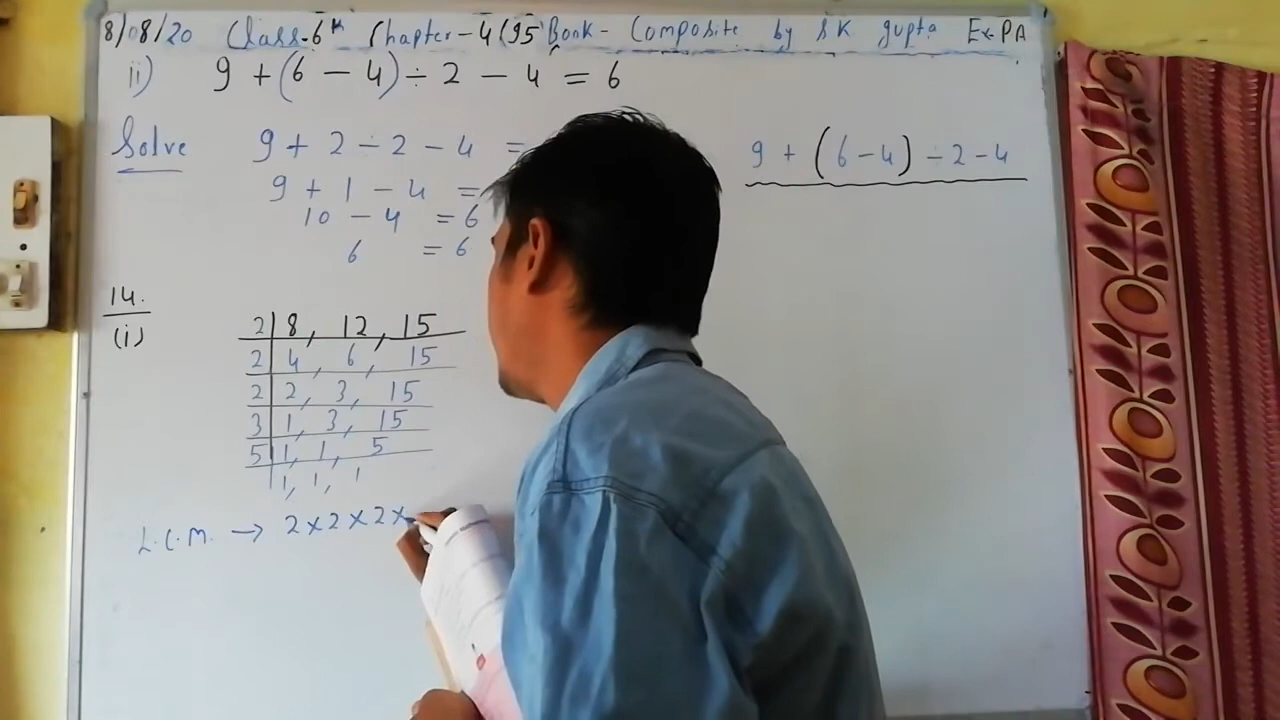 8/08/20 Class-6th Chapter-4 (95 Book - Composite by SK gupta Ex-PA
ii) 9 + (6 - 4) ÷ 2 - 4 = 6
Solve 9 + 2 ÷ 2 - 4 =
9 + 1 - 4 =
10 - 4 = 6
6 = 6
9 + (6-4) ÷ 2 - 4
14.
(i)
2 | 8, 12, 15
2 | 4, 6, 15
2 | 2, 3, 15
3 | 1, 3, 15
5 | 1, 1, 5
1, 1, 1
L.C.M. → 2×2×2×